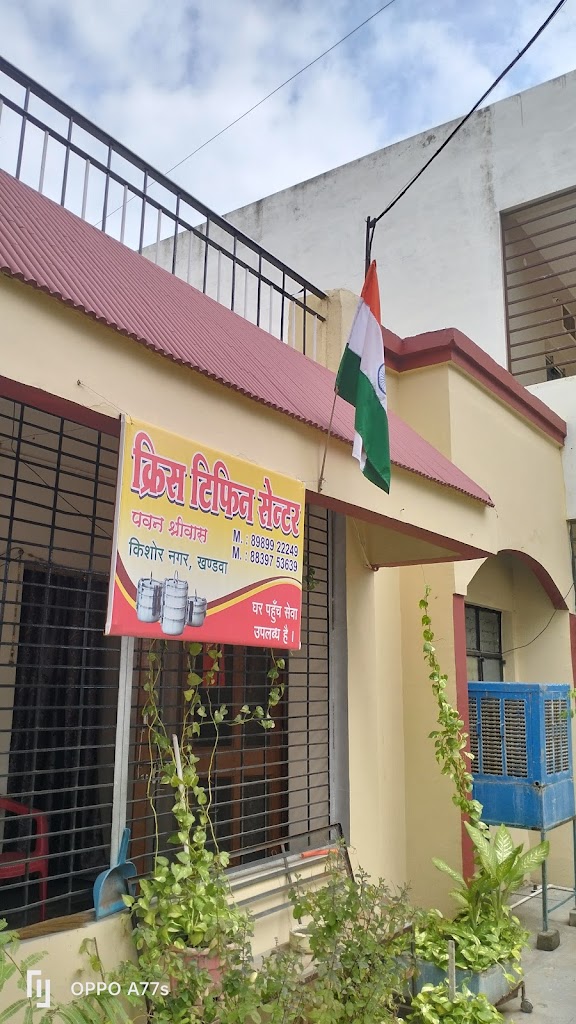 क्रिस टिफिन सेन्टर
पवन श्रीवास
M. : 89899 22249
किशोर नगर, खण्डवा
M. : 88397 53639
घर पहुँच सेवा
उपलब्ध है ।
OPPO A77s